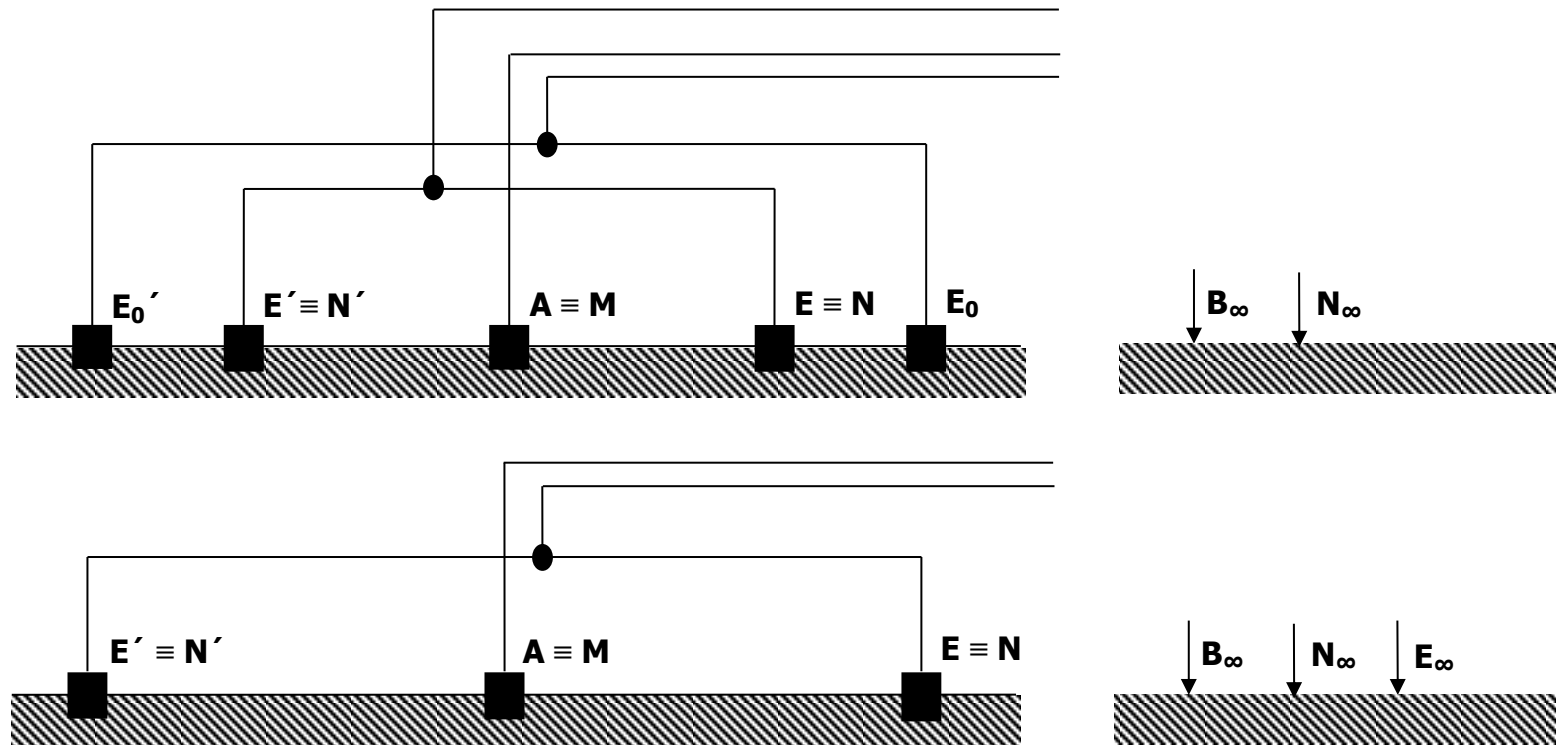 E₀´
E´≡ N´
A ≡ M
E ≡ N
E₀
B∞
N∞
E´ ≡ N´
A ≡ M
E ≡ N
B∞
N∞
E∞